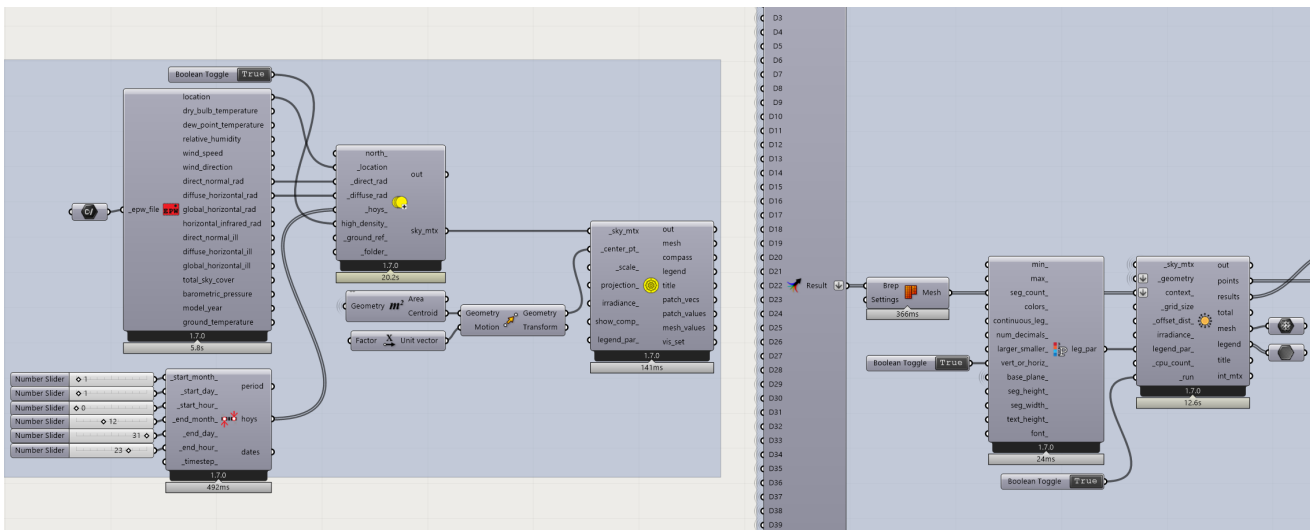 Boolean Toggle True
location
dry_bulb_temperature
dew_point_temperature
relative_humidity
wind_speed
wind_direction
direct_normal_rad
diffuse_horizontal_rad
_epw_file EPW global_horizontal_rad
horizontal_infrared_rad
direct_normal_ill
diffuse_horizontal_ill
global_horizontal_ill
total_sky_cover
barometric_pressure
model_year
ground_temperature
1.7.0
5.8s
Number Slider 1
Number Slider 1
Number Slider 0
Number Slider 12
Number Slider 31
Number Slider 23
_start_month_
_start_day_
_start_hour_
_end_month_
_end_day_
_end_hour_
_timestep_
period
hoys
dates
1.7.0
492ms
north_
_location
_direct_rad
_diffuse_rad
_hoys_
high_density_
_ground_ref_
_folder_
out
sky_mtx
1.7.0
20.2s
Geometry m² Area
Centroid
Factor X Unit vector
Geometry Geometry
Motion Transform
_sky_mtx
_center_pt_
_scale_
projection_
irradiance_
show_comp_
legend_par_
out
mesh
compass
legend
title
patch_vecs
patch_values
mesh_values
vis_set
1.7.0
141ms
D3
D4
D5
D6
D7
D8
D9
D10
D11
D12
D13
D14
D15
D16
D17
D18
D19
D20
D21
D22 Result
D23
D24
D25
D26
D27
D28
D29
D30
D31
D32
D33
D34
D35
D36
D37
D38
D39
Brep
Settings
Mesh
366ms
Boolean Toggle True
min_
max_
seg_count_
colors_
continuous_leg_
num_decimals_
larger_smaller_
vert_or_horiz_
base_plane_
seg_height_
seg_width_
text_height_
font_
leg_par
1.7.0
24ms
Boolean Toggle True
_sky_mtx
_geometry
context_
_grid_size
_offset_dist_
irradiance_
legend_par_
_cpu_count_
_run
out
points
results
total
mesh
legend
title
int_mtx
1.7.0
12.6s